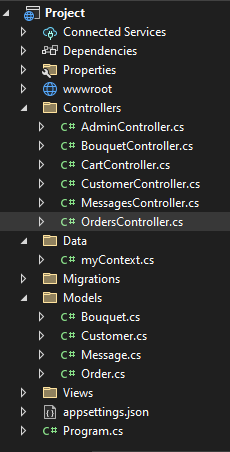 Project
Connected Services
Dependencies
Properties
wwwroot
Controllers
C# AdminController.cs
C# BouquetController.cs
C# CartController.cs
C# CustomerController.cs
C# MessagesController.cs
C# OrdersController.cs
Data
C# myContext.cs
Migrations
Models
C# Bouquet.cs
C# Customer.cs
C# Message.cs
C# Order.cs
Views
appsettings.json
C# Program.cs